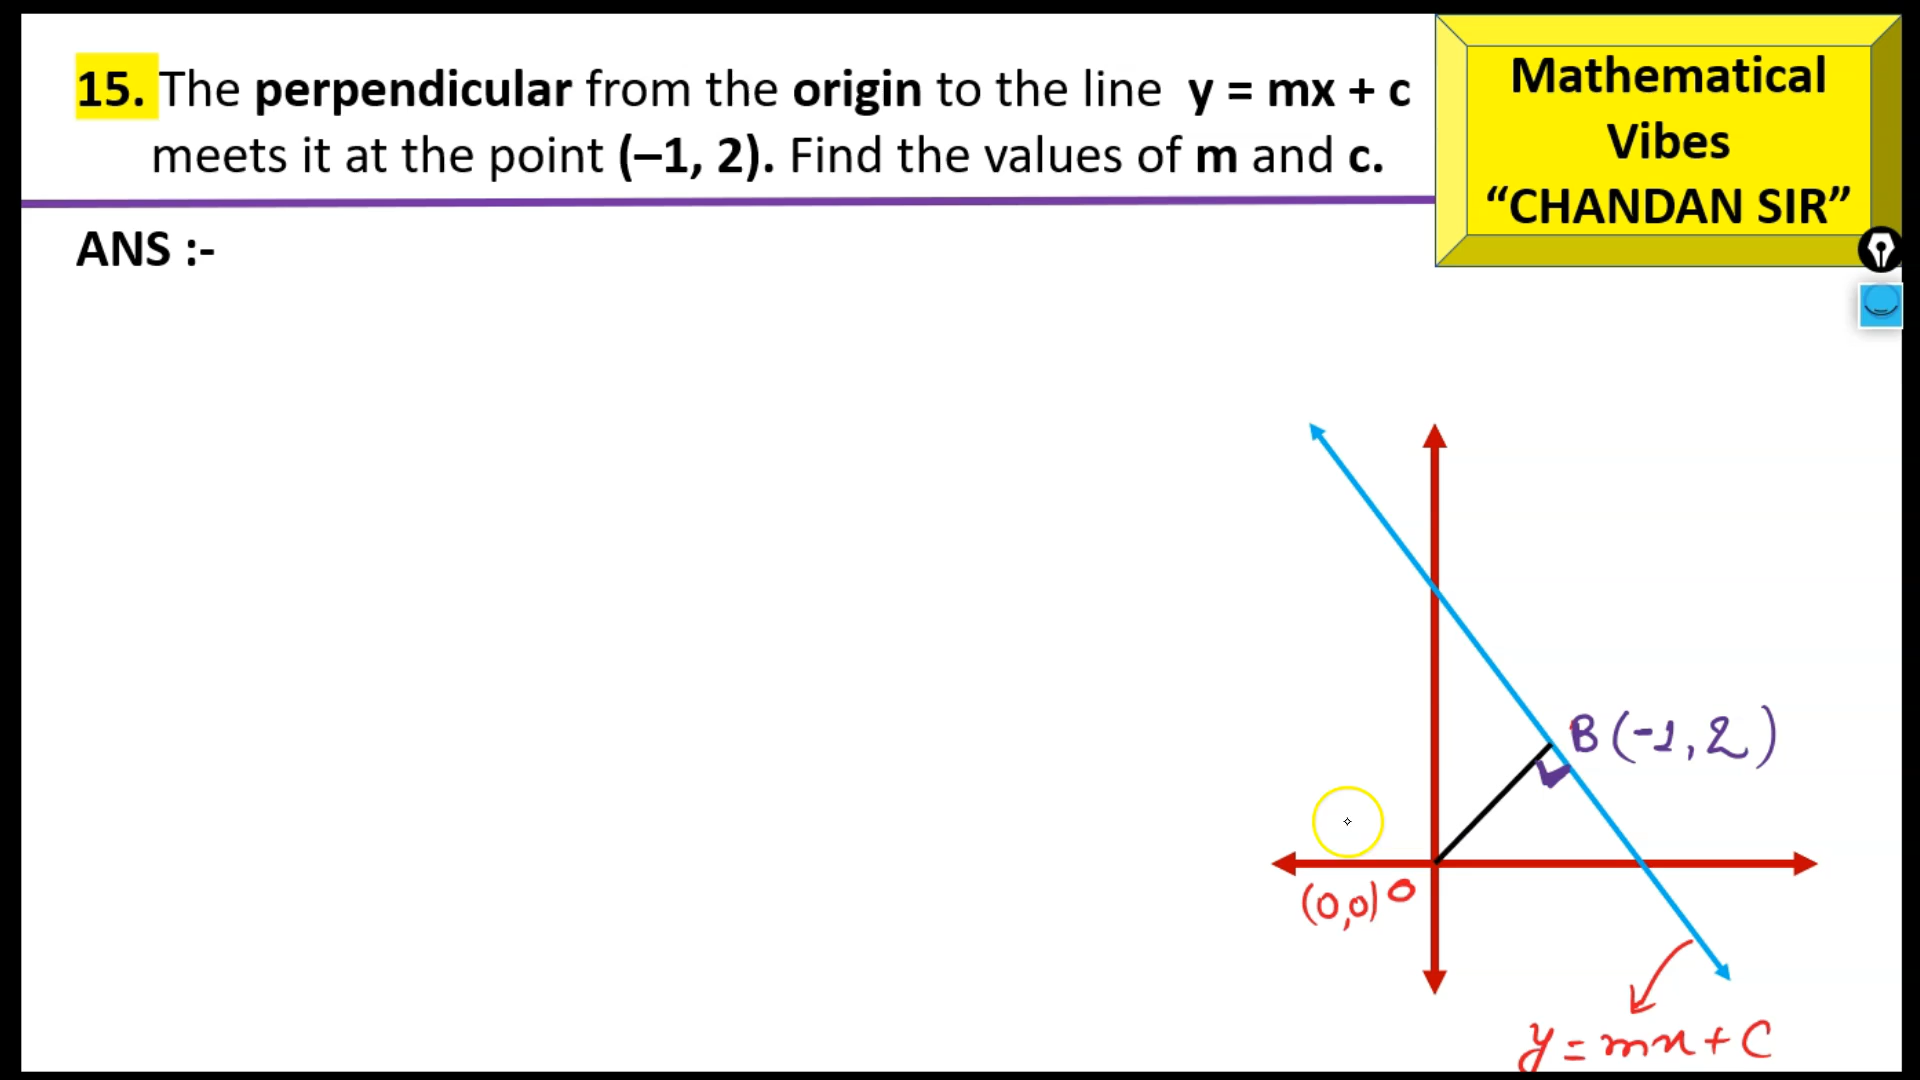 15. The perpendicular from the origin to the line y = mx + c
meets it at the point (–1, 2). Find the values of m and c.
Mathematical
Vibes
“CHANDAN SIR”
ANS :-
B (-1, 2)
(0,0) O
y = mx + C